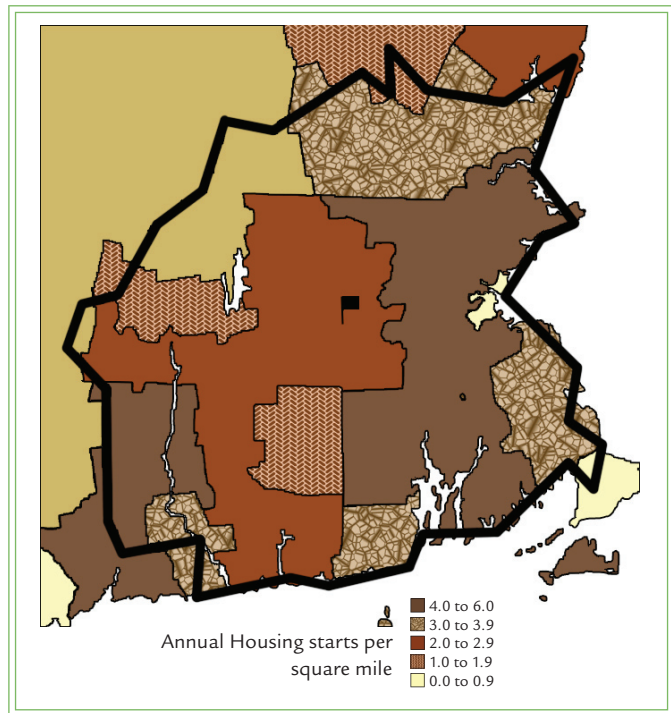 Annual Housing starts per
square mile
4.0 to 6.0
3.0 to 3.9
2.0 to 2.9
1.0 to 1.9
0.0 to 0.9